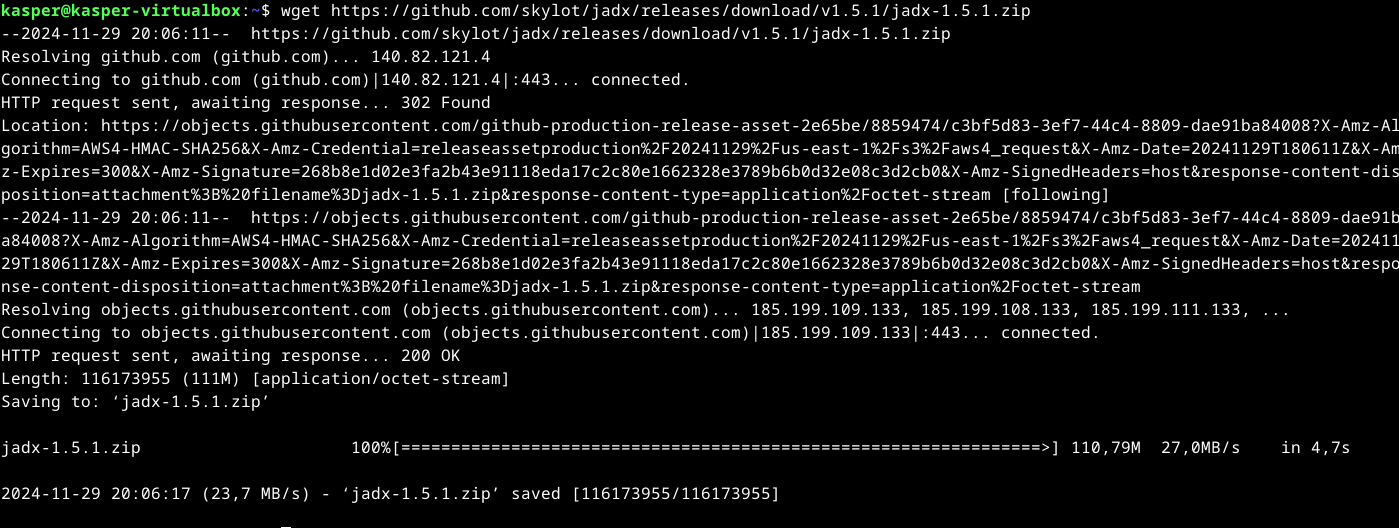 kasper@kasper-virtualbox:~$ wget https://github.com/skylot/jadx/releases/download/v1.5.1/jadx-1.5.1.zip
--2024-11-29 20:06:11--  https://github.com/skylot/jadx/releases/download/v1.5.1/jadx-1.5.1.zip
Resolving github.com (github.com)... 140.82.121.4
Connecting to github.com (github.com)|140.82.121.4|:443... connected.
HTTP request sent, awaiting response... 302 Found
Location: https://objects.githubusercontent.com/github-production-release-asset-2e65be/8859474/c3bf5d83-3ef7-44c4-8809-dae91ba84008?X-Amz-Al
gorithm=AWS4-HMAC-SHA256&X-Amz-Credential=releaseassetproduction%2F20241129%2Fus-east-1%2Fs3%2Faws4_request&X-Amz-Date=20241129T180611Z&X-Am
z-Expires=300&X-Amz-Signature=268b8e1d02e3fa2b43e91118eda17c2c80e1662328e3789b6b0d32e08c3d2cb0&X-Amz-SignedHeaders=host&response-content-dis
position=attachment%3B%20filename%3Djadx-1.5.1.zip&response-content-type=application%2Foctet-stream [following]
--2024-11-29 20:06:11--  https://objects.githubusercontent.com/github-production-release-asset-2e65be/8859474/c3bf5d83-3ef7-44c4-8809-dae91b
a84008?X-Amz-Algorithm=AWS4-HMAC-SHA256&X-Amz-Credential=releaseassetproduction%2F20241129%2Fus-east-1%2Fs3%2Faws4_request&X-Amz-Date=202411
29T180611Z&X-Amz-Expires=300&X-Amz-Signature=268b8e1d02e3fa2b43e91118eda17c2c80e1662328e3789b6b0d32e08c3d2cb0&X-Amz-SignedHeaders=host&respo
nse-content-disposition=attachment%3B%20filename%3Djadx-1.5.1.zip&response-content-type=application%2Foctet-stream
Resolving objects.githubusercontent.com (objects.githubusercontent.com)... 185.199.109.133, 185.199.108.133, 185.199.111.133, ...
Connecting to objects.githubusercontent.com (objects.githubusercontent.com)|185.199.109.133|:443... connected.
HTTP request sent, awaiting response... 200 OK
Length: 116173955 (111M) [application/octet-stream]
Saving to: ‘jadx-1.5.1.zip’
jadx-1.5.1.zip                     100%[================================================================>] 110,79M  27,0MB/s    in 4,7s
2024-11-29 20:06:17 (23,7 MB/s) - ‘jadx-1.5.1.zip’ saved [116173955/116173955]